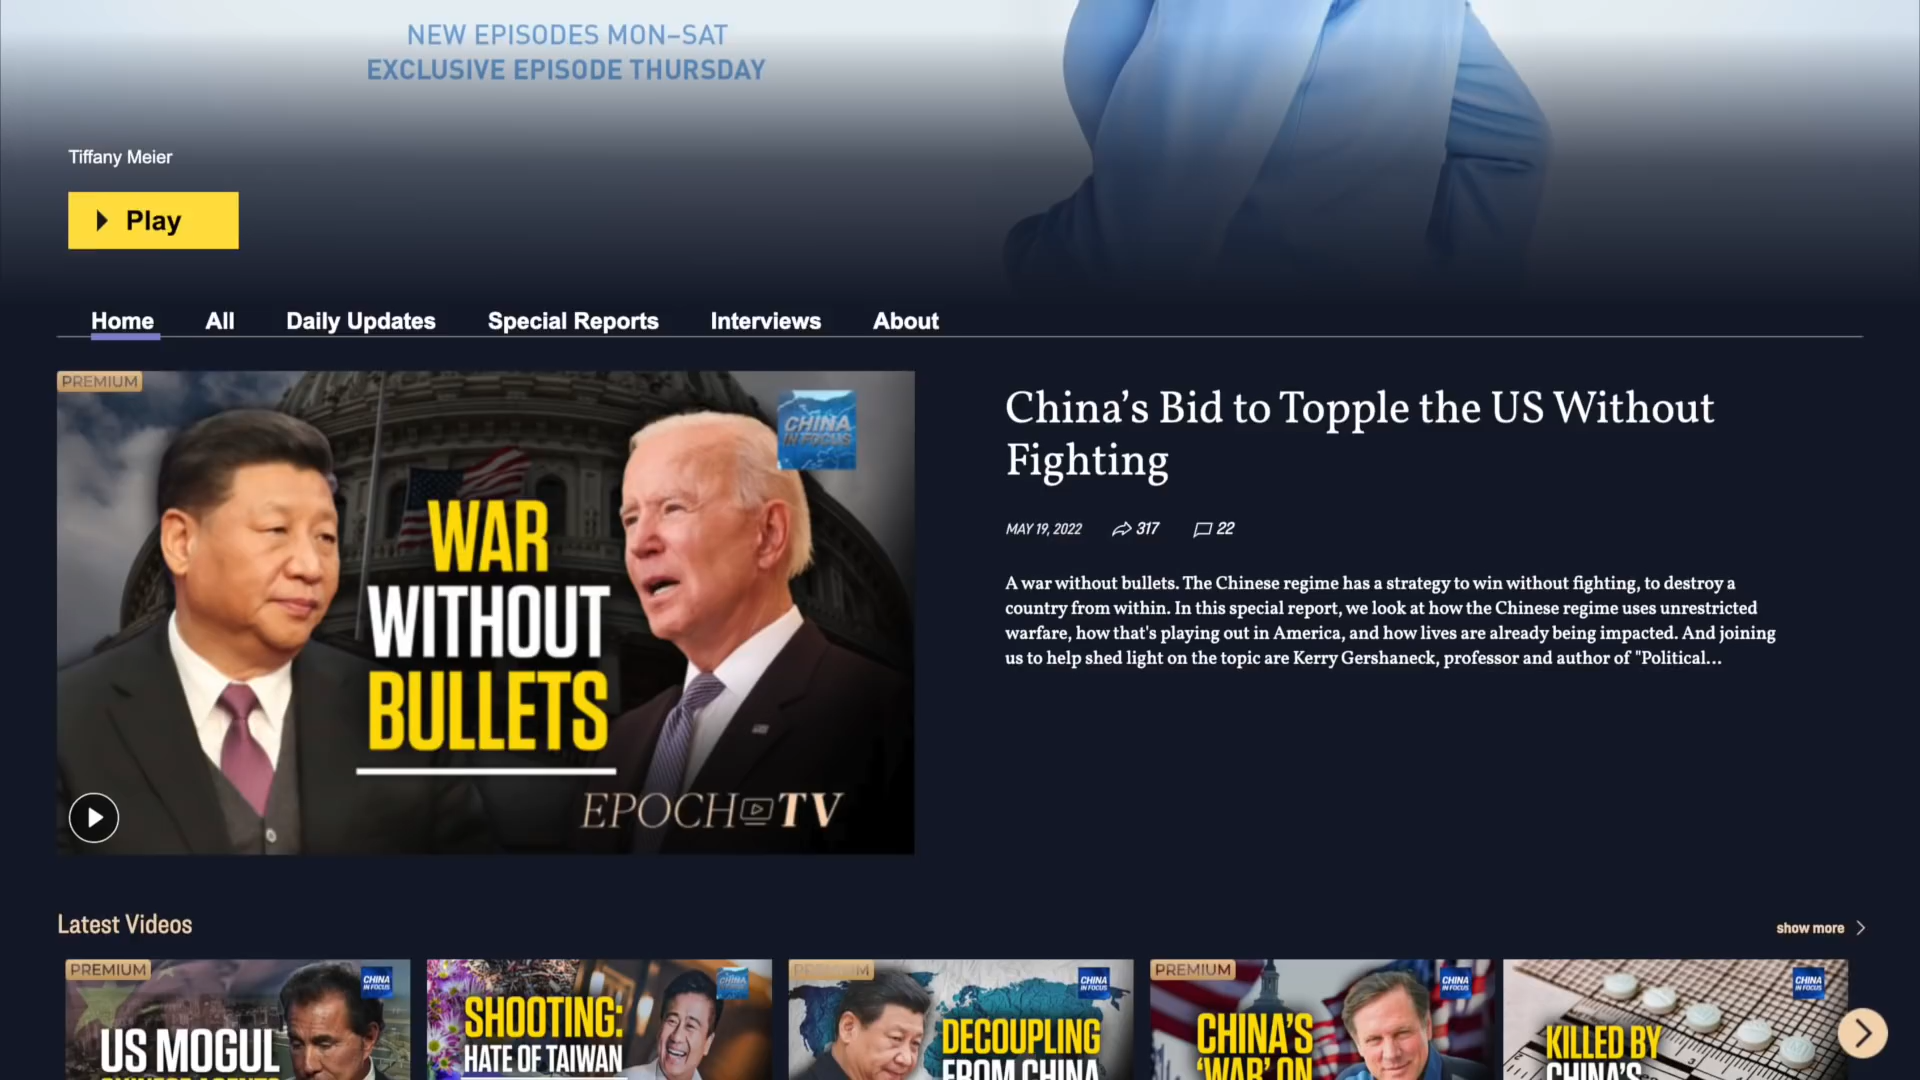 NEW EPISODES MON–SAT
EXCLUSIVE EPISODE THURSDAY
Tiffany Meier
Play
Home All Daily Updates Special Reports Interviews About
PREMIUM
CHINA
IN FOCUS
WAR
WITHOUT
BULLETS
EPOCH TV
China’s Bid to Topple the US Without
Fighting
MAY 19, 2022 317 22
A war without bullets. The Chinese regime has a strategy to win without fighting, to destroy a
country from within. In this special report, we look at how the Chinese regime uses unrestricted
warfare, how that's playing out in America, and how lives are already being impacted. And joining
us to help shed light on the topic are Kerry Gershaneck, professor and author of "Political...
Latest Videos
show more
PREMIUM
CHINA
IN FOCUS
US MOGUL
CHINA
IN FOCUS
SHOOTING:
HATE OF TAIWAN
PREMIUM
CHINA
IN FOCUS
DECOUPLING
FROM CHINA
PREMIUM
CHINA
IN FOCUS
CHINA'S
'WAR' ON
CHINA
IN FOCUS
KILLED BY
CHINA'S